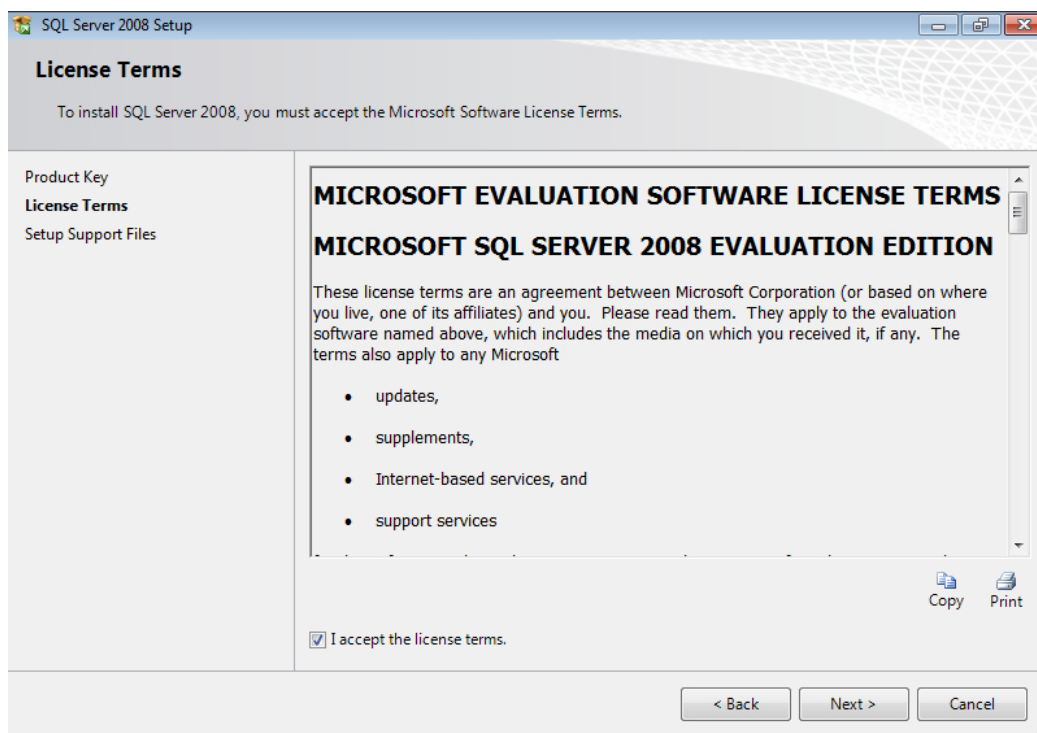 SQL Server 2008 Setup
License Terms
To install SQL Server 2008, you must accept the Microsoft Software License Terms.
Product Key
License Terms
Setup Support Files
MICROSOFT EVALUATION SOFTWARE LICENSE TERMS
MICROSOFT SQL SERVER 2008 EVALUATION EDITION
These license terms are an agreement between Microsoft Corporation (or based on where
you live, one of its affiliates) and you.  Please read them.  They apply to the evaluation
software named above, which includes the media on which you received it, if any.  The
terms also apply to any Microsoft
• updates,
• supplements,
• Internet-based services, and
• support services
Copy Print
I accept the license terms.
< Back Next > Cancel